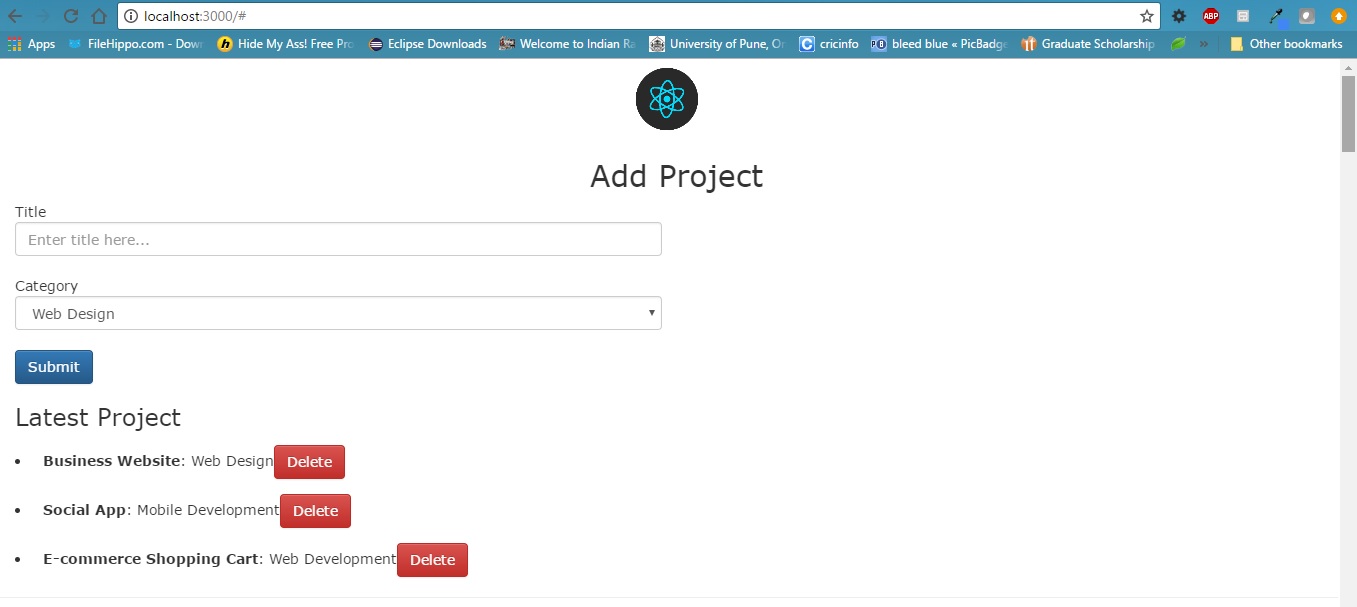 localhost:3000/#
ABP
Apps FileHippo.com - Dow Hide My Ass! Free Pro Eclipse Downloads Welcome to Indian Ra University of Pune, Or cricinfo bleed blue « PicBadge Graduate Scholarship » Other bookmarks
Add Project
Title
Enter title here...
Category
Web Design
Submit
Latest Project
• Business Website: Web Design Delete
• Social App: Mobile Development Delete
• E-commerce Shopping Cart: Web Development Delete